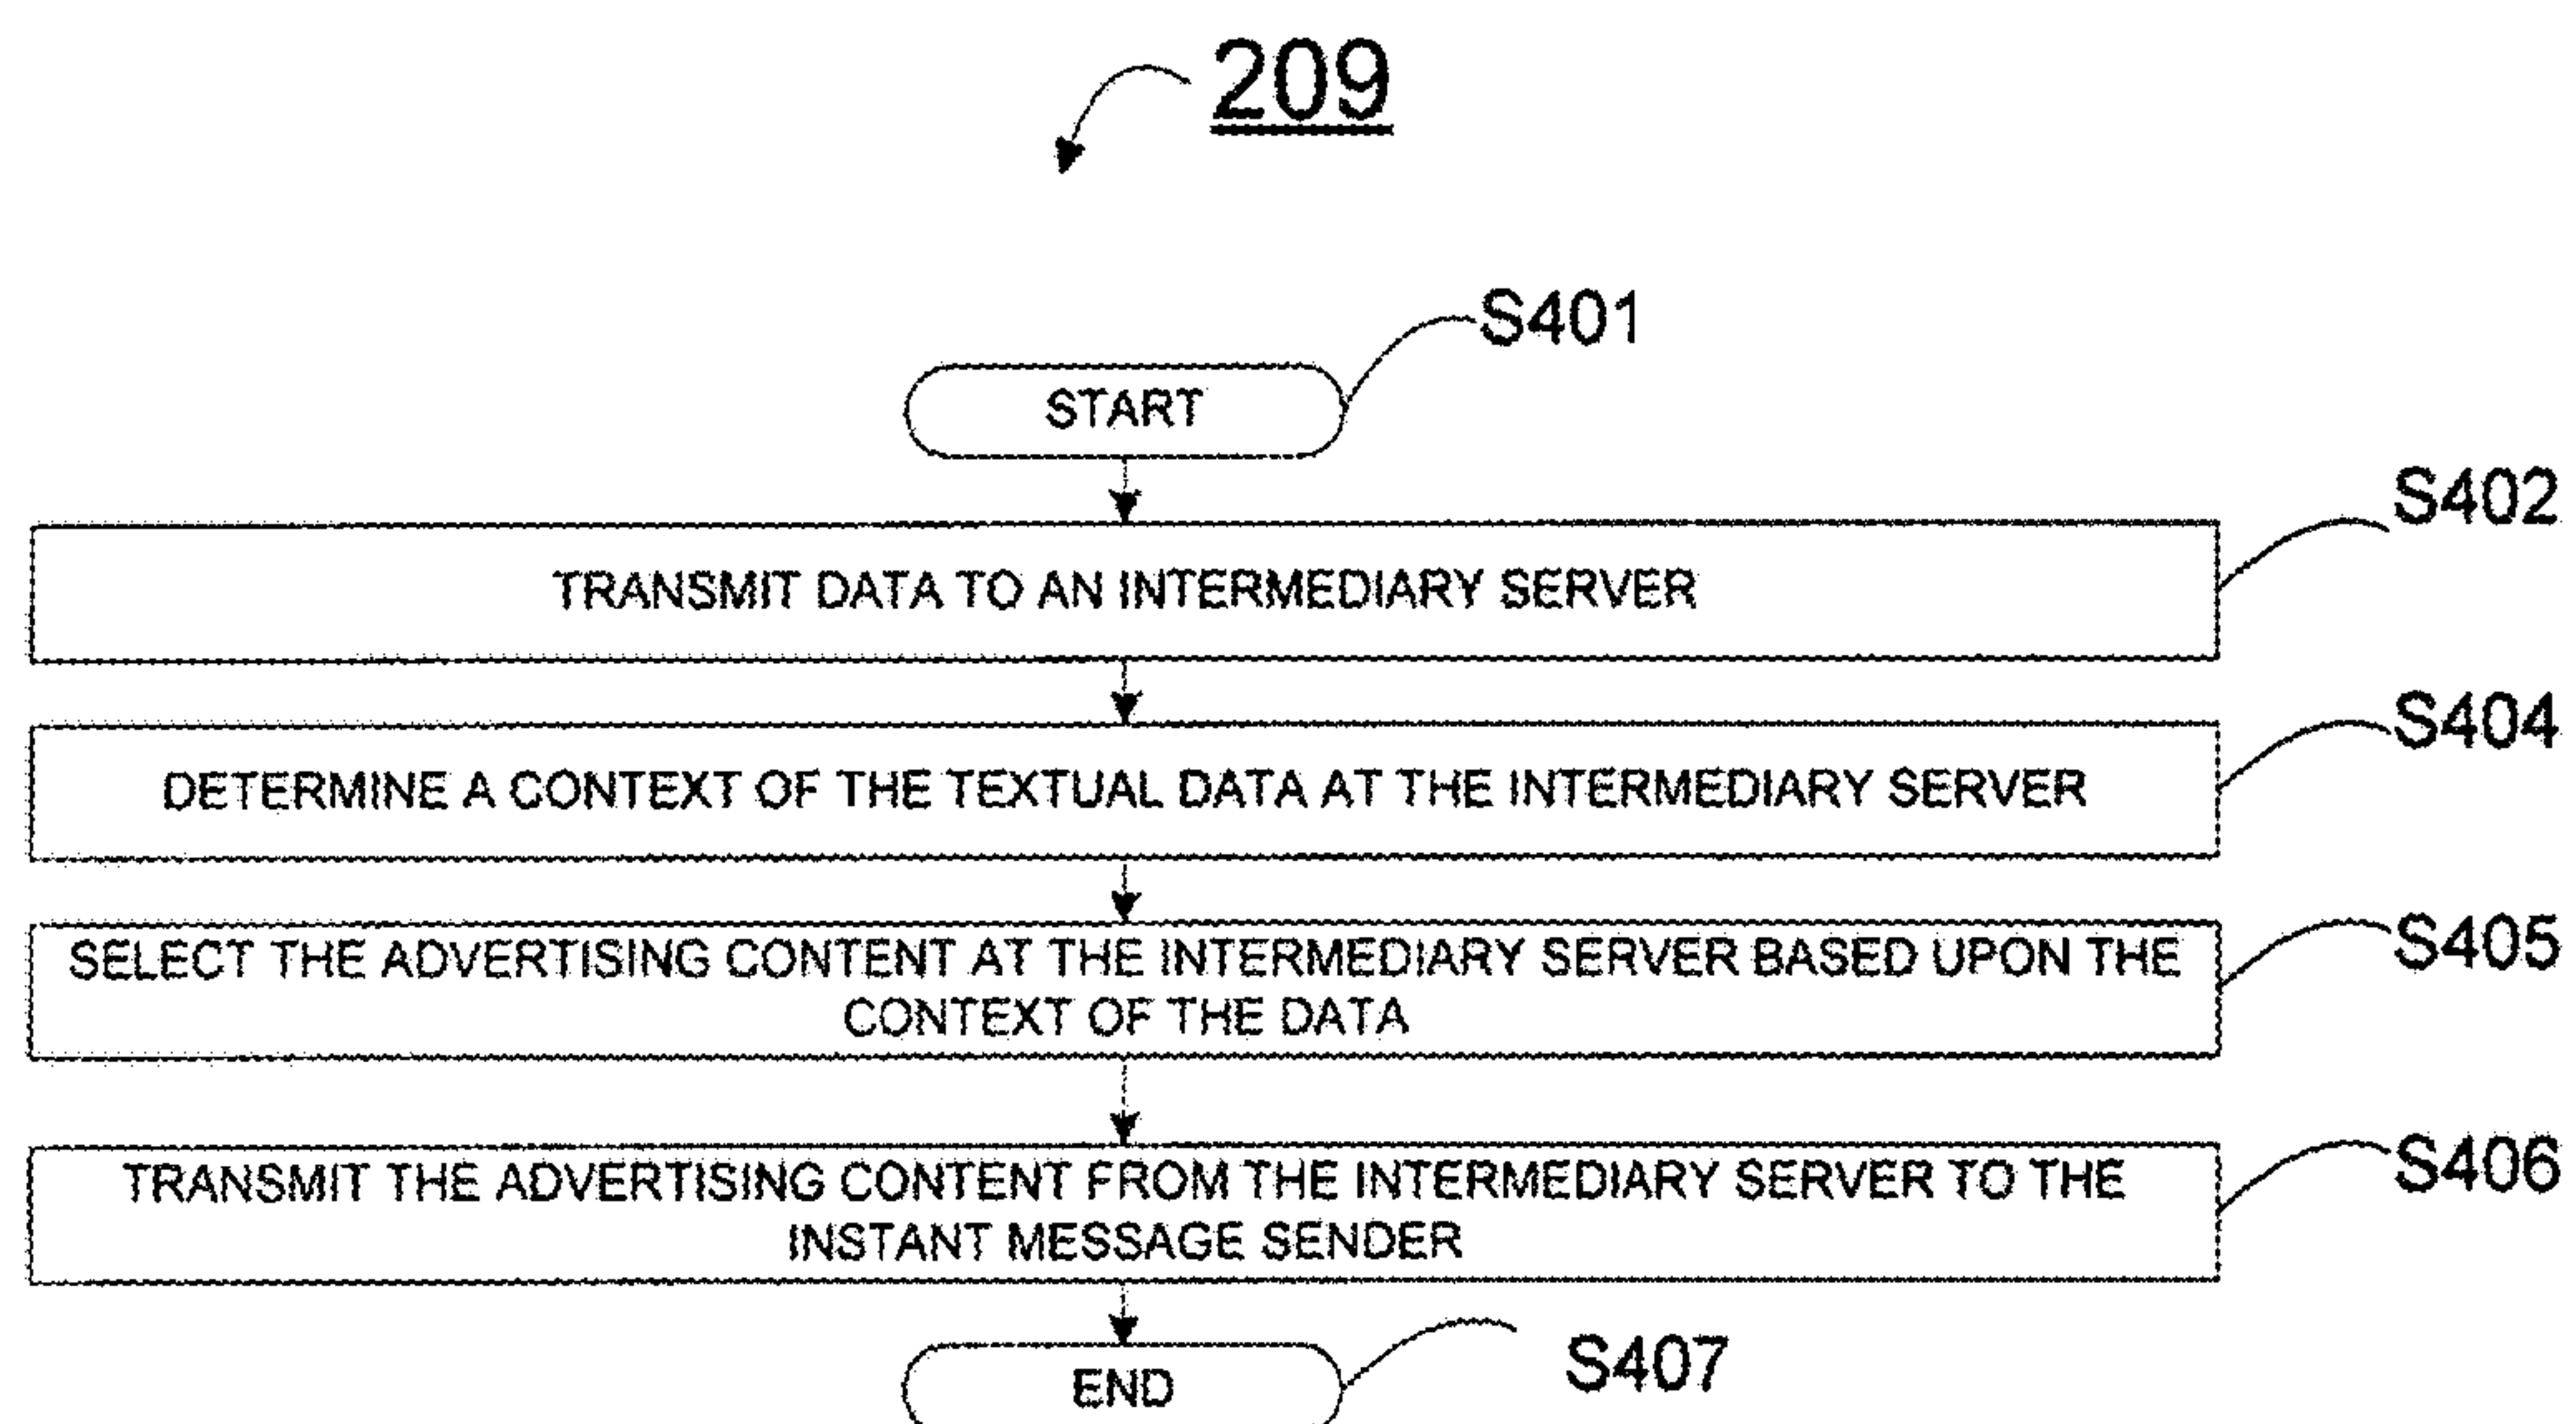 209
S401
START
S402
TRANSMIT DATA TO AN INTERMEDIARY SERVER
S404
DETERMINE A CONTEXT OF THE TEXTUAL DATA AT THE INTERMEDIARY SERVER
S405
SELECT THE ADVERTISING CONTENT AT THE INTERMEDIARY SERVER BASED UPON THE
CONTEXT OF THE DATA
S406
TRANSMIT THE ADVERTISING CONTENT FROM THE INTERMEDIARY SERVER TO THE
INSTANT MESSAGE SENDER
S407
END